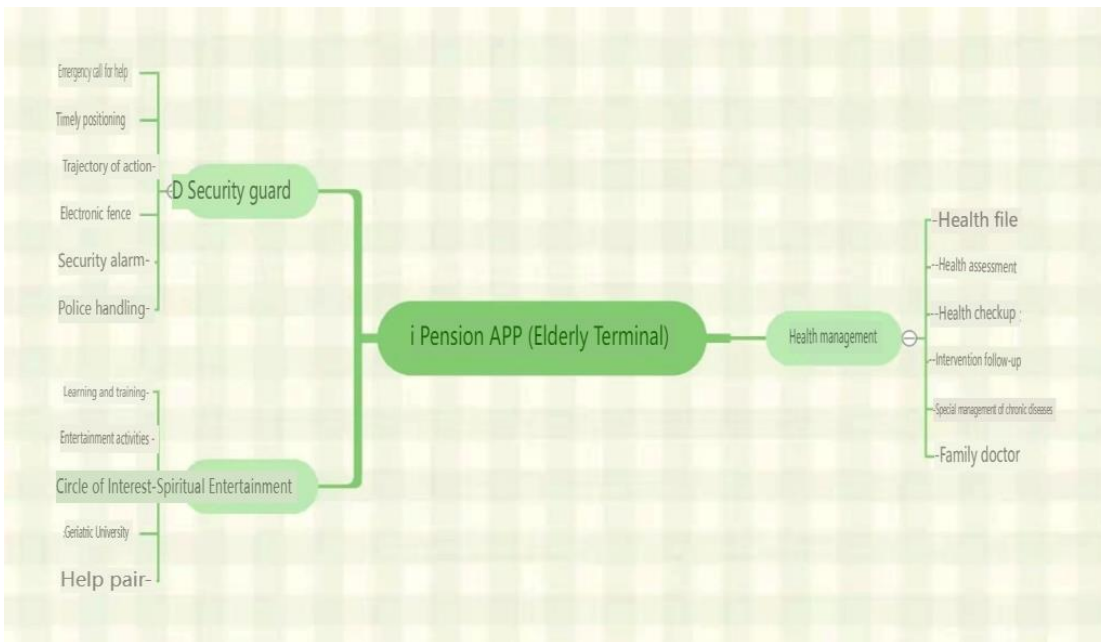 Emergency call for help
Timely positioning
Trajectory of action-
D Security guard
Electronic fence
Security alarm-
Police handling-
i Pension APP (Elderly Terminal)
Learning and training-
Entertainment activities -
Circle of Interest-Spiritual Entertainment
:Geriatric University
Help pair-
Health management
-Health file
--Health assessment
-Health checkup :
--Intervention follow-up
-Special management of chronic diseases
-Family doctor